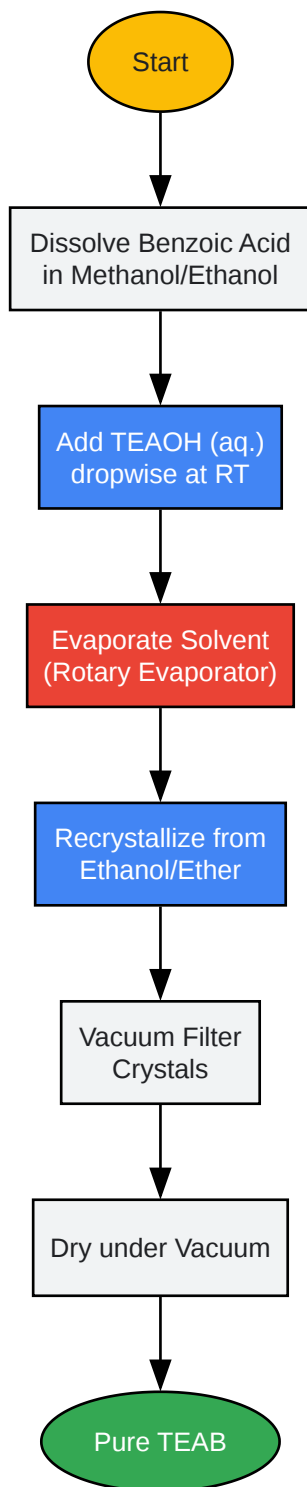 Start
Dissolve Benzoic Acid
in Methanol/Ethanol
Add TEAOH (aq.)
dropwise at RT
Evaporate Solvent
(Rotary Evaporator)
Recrystallize from
Ethanol/Ether
Vacuum Filter
Crystals
Dry under Vacuum
Pure TEAB